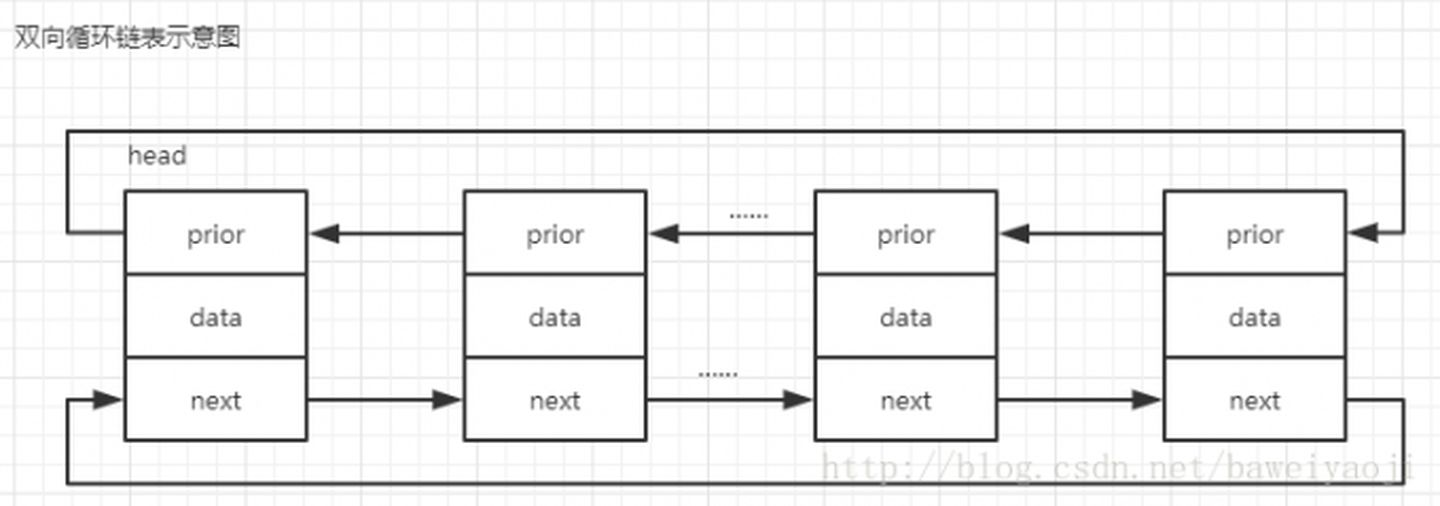 双向循环链表示意图
head
prior prior ...... prior prior
data data data data
......
next next next next
http://blog.csdn.net/baweiyaoji